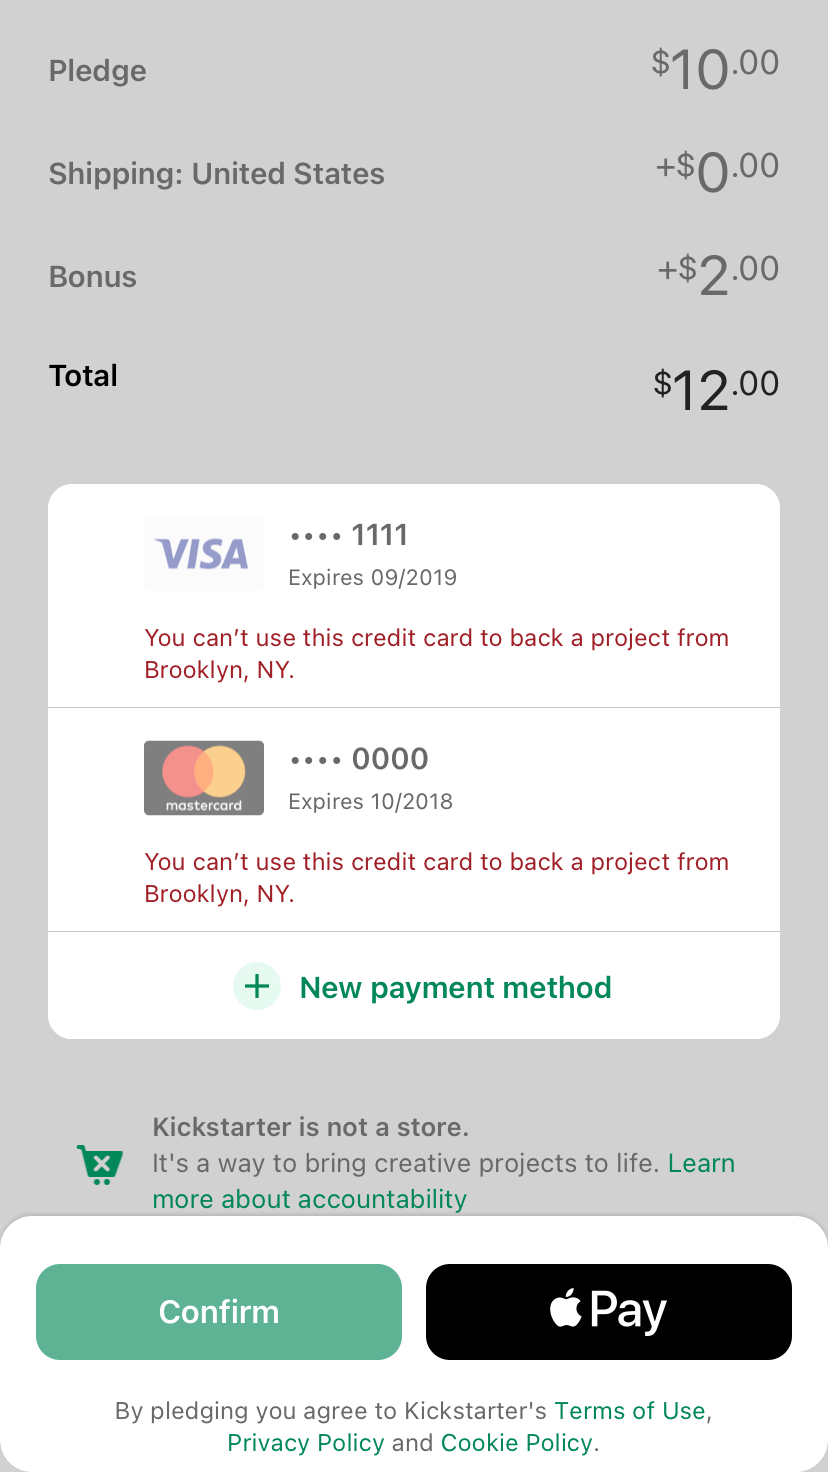 Pledge $10.00
Shipping: United States +$0.00
Bonus +$2.00
Total $12.00
VISA •••• 1111
Expires 09/2019
You can’t use this credit card to back a project from
Brooklyn, NY.
mastercard •••• 0000
Expires 10/2018
You can’t use this credit card to back a project from
Brooklyn, NY.
+ New payment method
Kickstarter is not a store.
It's a way to bring creative projects to life. Learn
more about accountability
Confirm
Pay
By pledging you agree to Kickstarter's Terms of Use,
Privacy Policy and Cookie Policy.